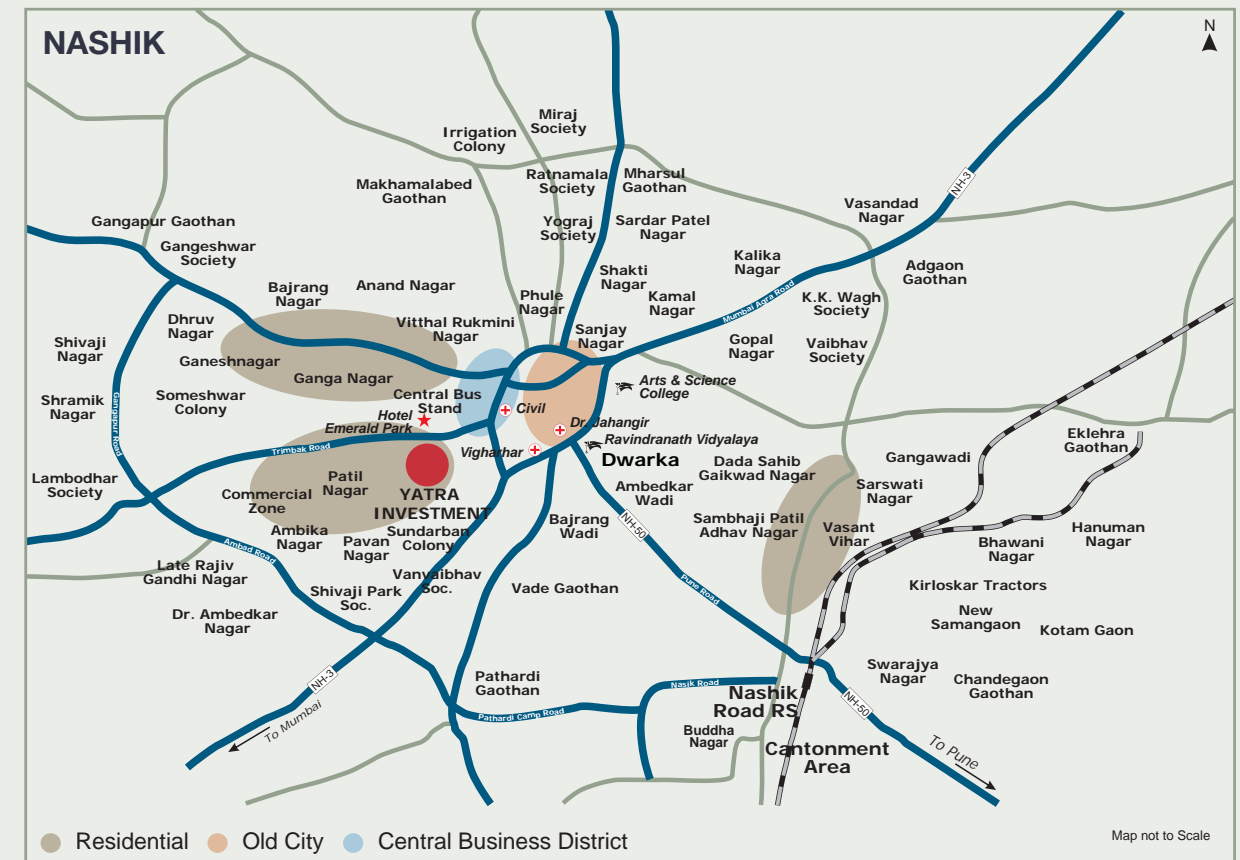 NASHIK
N
Miraj
Society
Irrigation
Colony
Ratnamala
Society
Mharsul
Gaothan
Makhamalabed
Gaothan
NH-3
Vasandad
Nagar
Gangapur Gaothan
Yograj
Society
Sardar Patel
Nagar
Gangeshwar
Society
Kalika
Nagar
Adgaon
Gaothan
Shakti
Nagar
Bajrang
Nagar
Anand Nagar
Phule
Nagar
Kamal
Nagar
Mumbai Agra Road
K.K. Wagh
Society
Dhruv
Nagar
Vitthal Rukmini
Nagar
Sanjay
Nagar
Shivaji
Nagar
Gopal
Nagar
Vaibhav
Society
Ganeshnagar
Ganga Nagar
Arts & Science
College
Someshwar
Colony
Central Bus
Stand
Shramik
Nagar
Gangapur Road
Hotel
Emerald Park
Civil
Dr. Jahangir
Trimbak Road
Vigharhar
Ravindranath Vidyalaya
Dwarka
Eklehra
Gaothan
Gangawadi
Dada Sahib
Gaikwad Nagar
Lambodhar
Society
Patil
Nagar
Commercial
Zone
YATRA
INVESTMENT
Ambedkar
Wadi
Sarswati
Nagar
Sambhaji Patil
Adhav Nagar
Vasant
Vihar
Bajrang
Wadi
NH-50
Ambika
Nagar
Pavan
Nagar
Sundarban
Colony
Hanuman
Nagar
Bhawani
Nagar
Ambad Road
Late Rajiv
Gandhi Nagar
Vanvaibhav
Soc.
Vade Gaothan
Pune Road
Kirloskar Tractors
Shivaji Park
Soc.
Dr. Ambedkar
Nagar
New
Samangaon
Kotam Gaon
NH-3
To Mumbai
Pathardi
Gaothan
Nasik Road
Swarajya
Nagar
Chandegaon
Gaothan
Nashik
Road RS
NH-50
Pathardi Camp Road
Buddha
Nagar
Cantonment
Area
To Pune
Residential
Old City
Central Business District
Map not to Scale